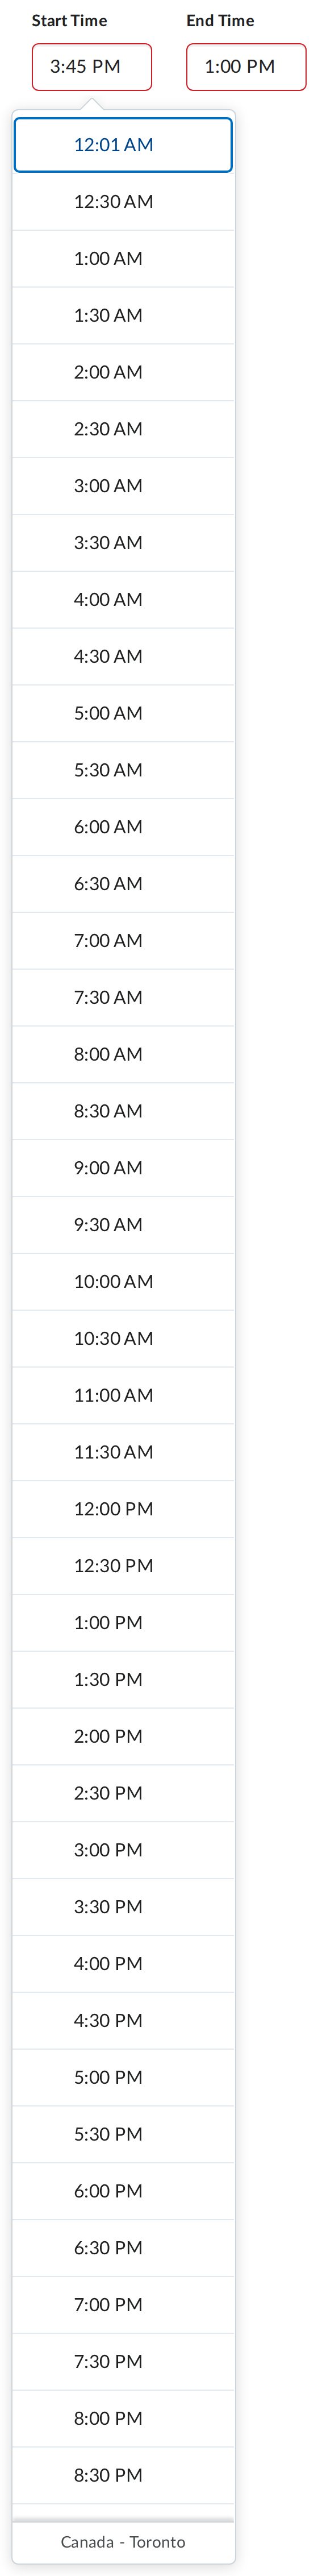 Start Time End Time
3:45 PM 1:00 PM
12:01 AM
12:30 AM
1:00 AM
1:30 AM
2:00 AM
2:30 AM
3:00 AM
3:30 AM
4:00 AM
4:30 AM
5:00 AM
5:30 AM
6:00 AM
6:30 AM
7:00 AM
7:30 AM
8:00 AM
8:30 AM
9:00 AM
9:30 AM
10:00 AM
10:30 AM
11:00 AM
11:30 AM
12:00 PM
12:30 PM
1:00 PM
1:30 PM
2:00 PM
2:30 PM
3:00 PM
3:30 PM
4:00 PM
4:30 PM
5:00 PM
5:30 PM
6:00 PM
6:30 PM
7:00 PM
7:30 PM
8:00 PM
8:30 PM
Canada - Toronto